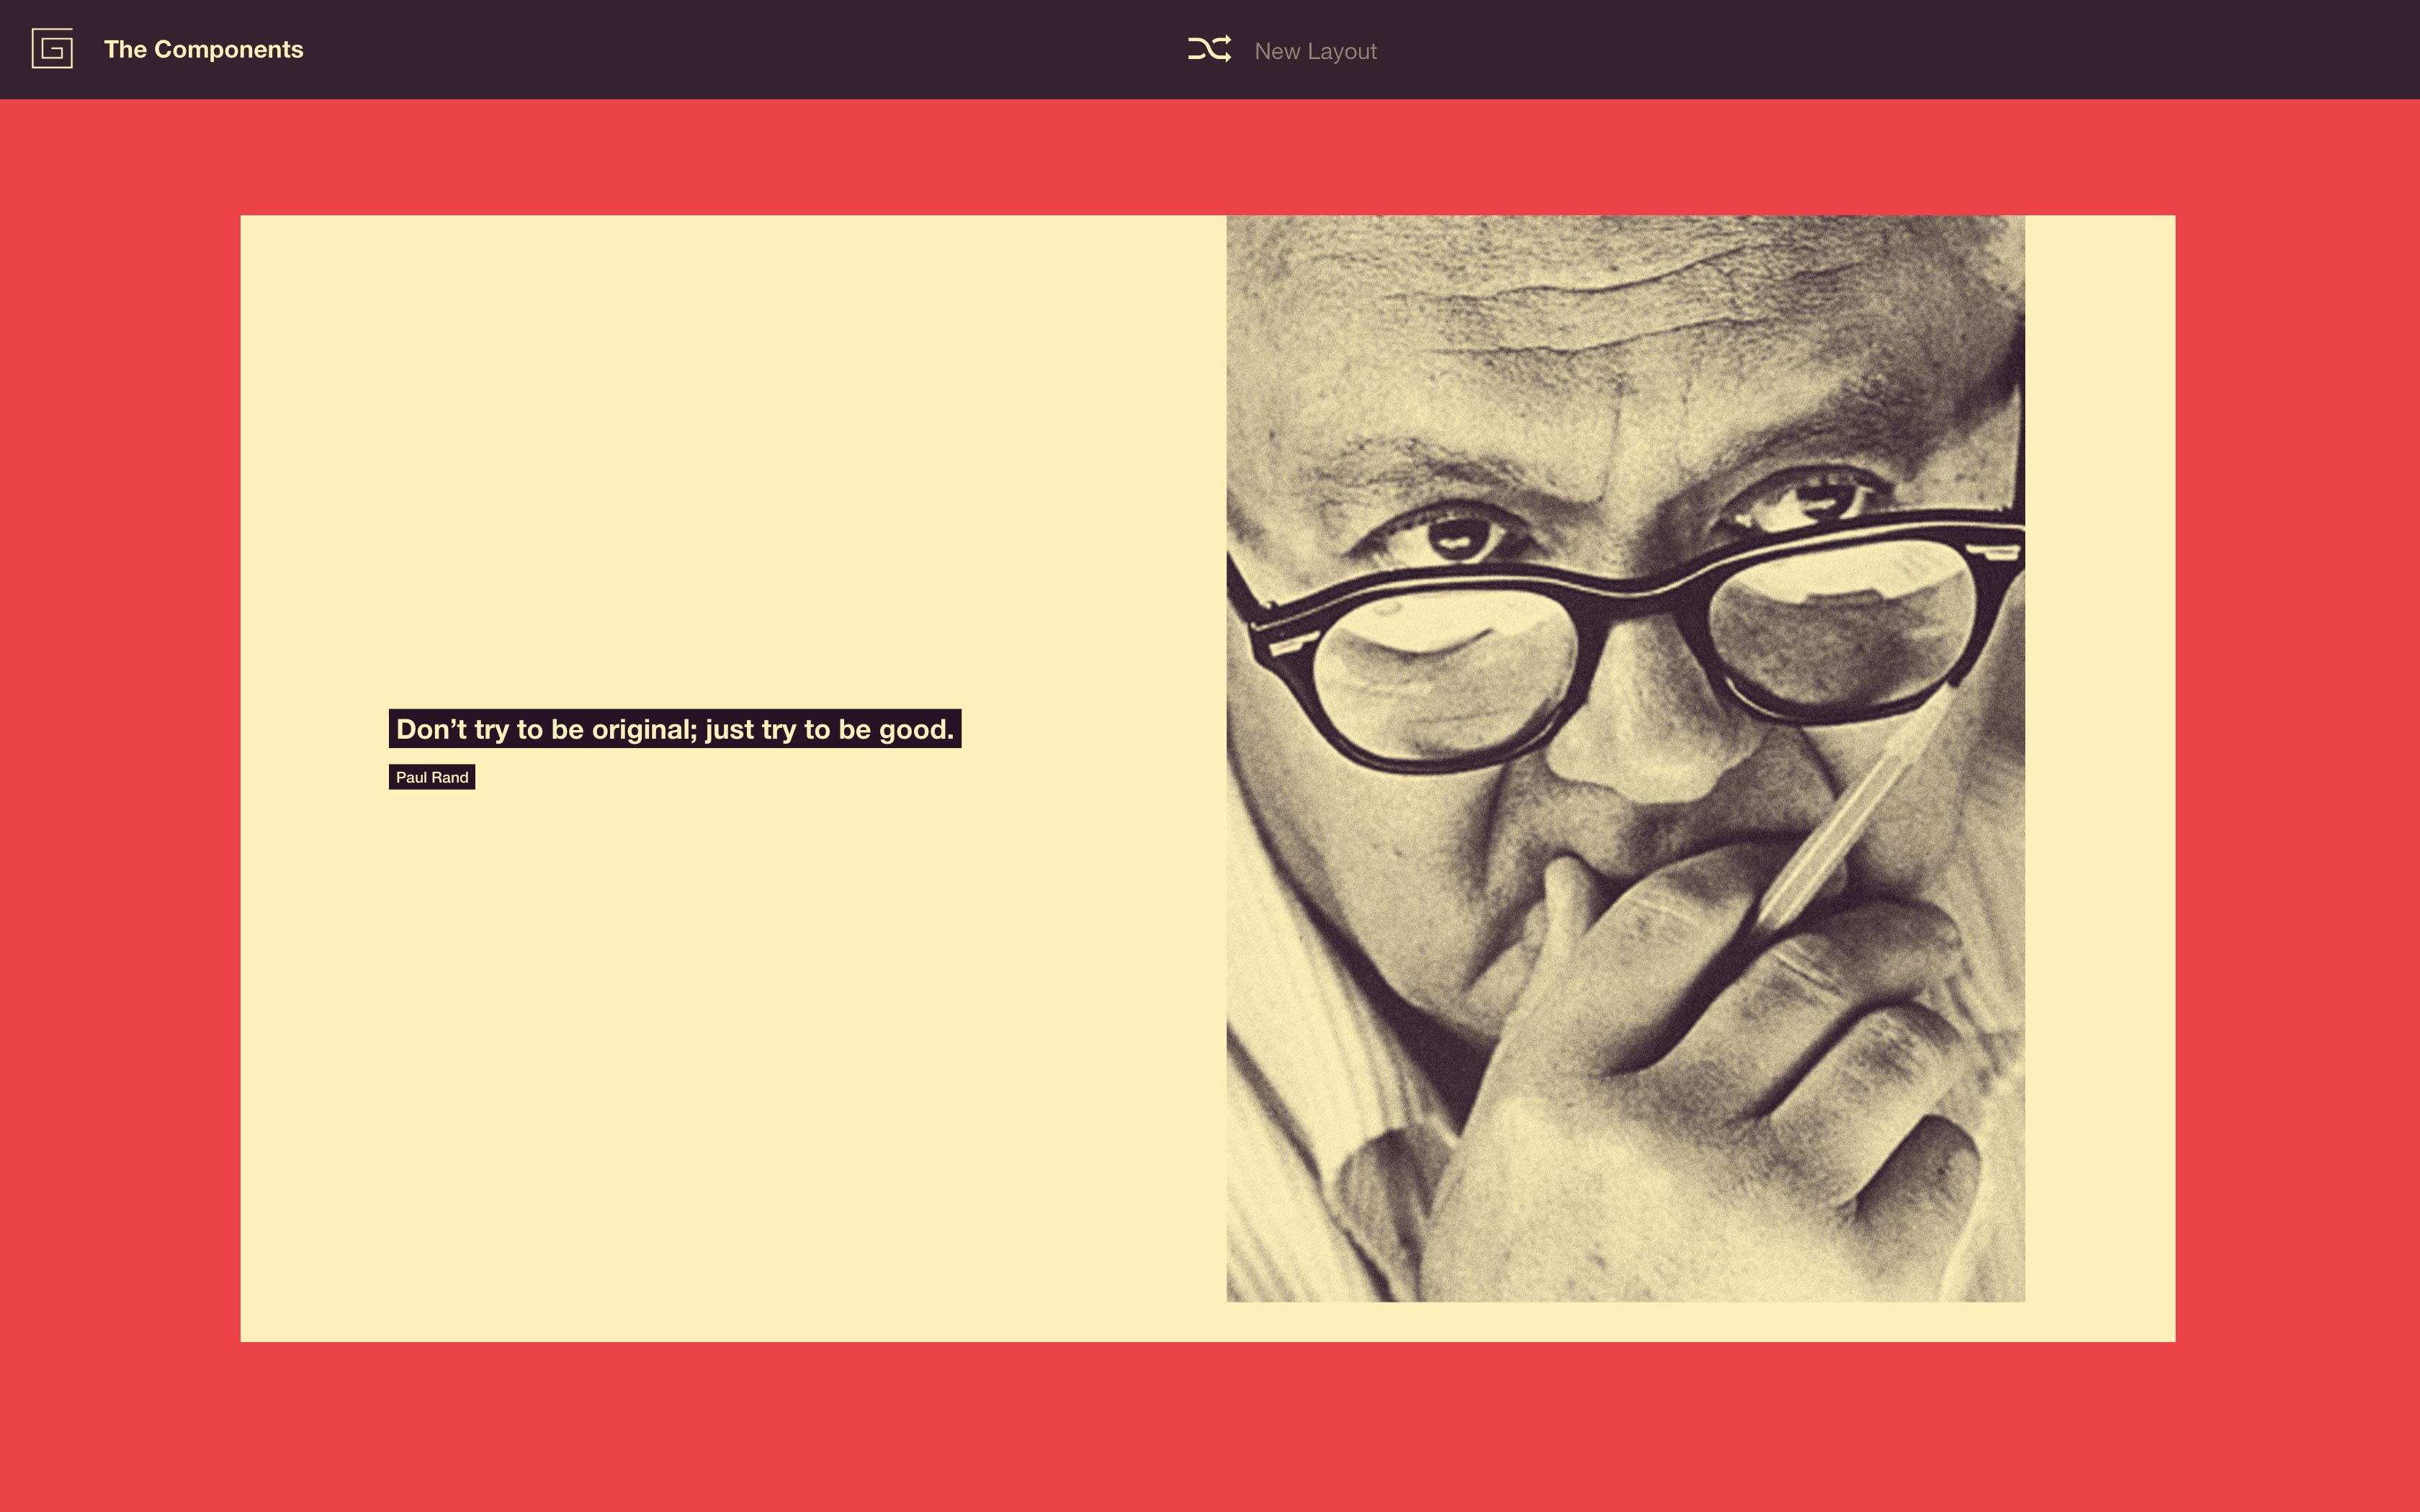 The Components
New Layout
Don’t try to be original; just try to be good.
Paul Rand